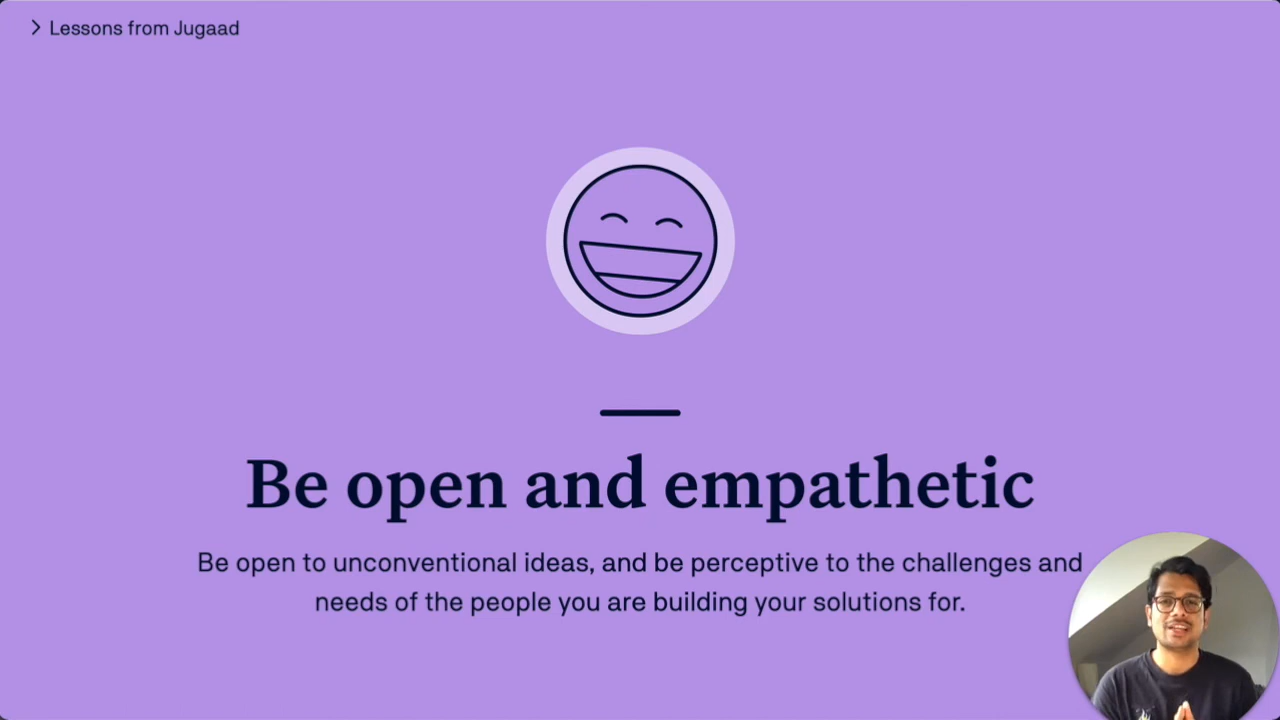 Lessons from Jugaad
Be open and empathetic
Be open to unconventional ideas, and be perceptive to the challenges and
needs of the people you are building your solutions for.